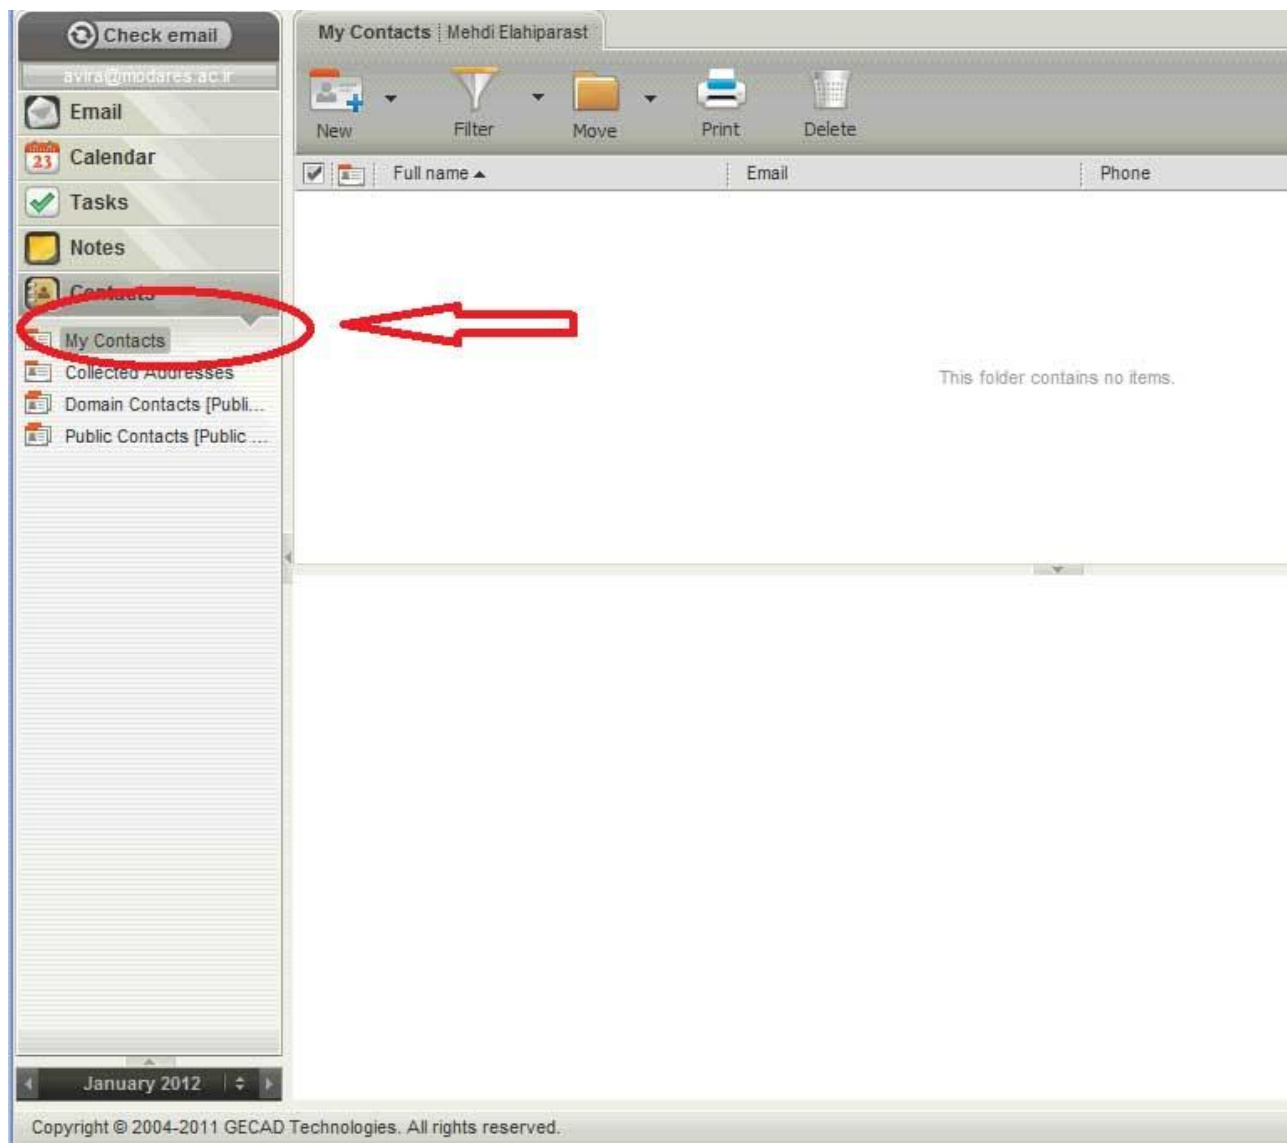 Check email
avira@modares.ac.ir
Email
23
Calendar
Tasks
Notes
Contacts
My Contacts
Collected Addresses
Domain Contacts [Publi...
Public Contacts [Public ...
January 2012
My Contacts Mehdi Elahiparast
New Filter Move Print Delete
Full name Email Phone
This folder contains no items.
Copyright © 2004-2011 GECAD Technologies. All rights reserved.